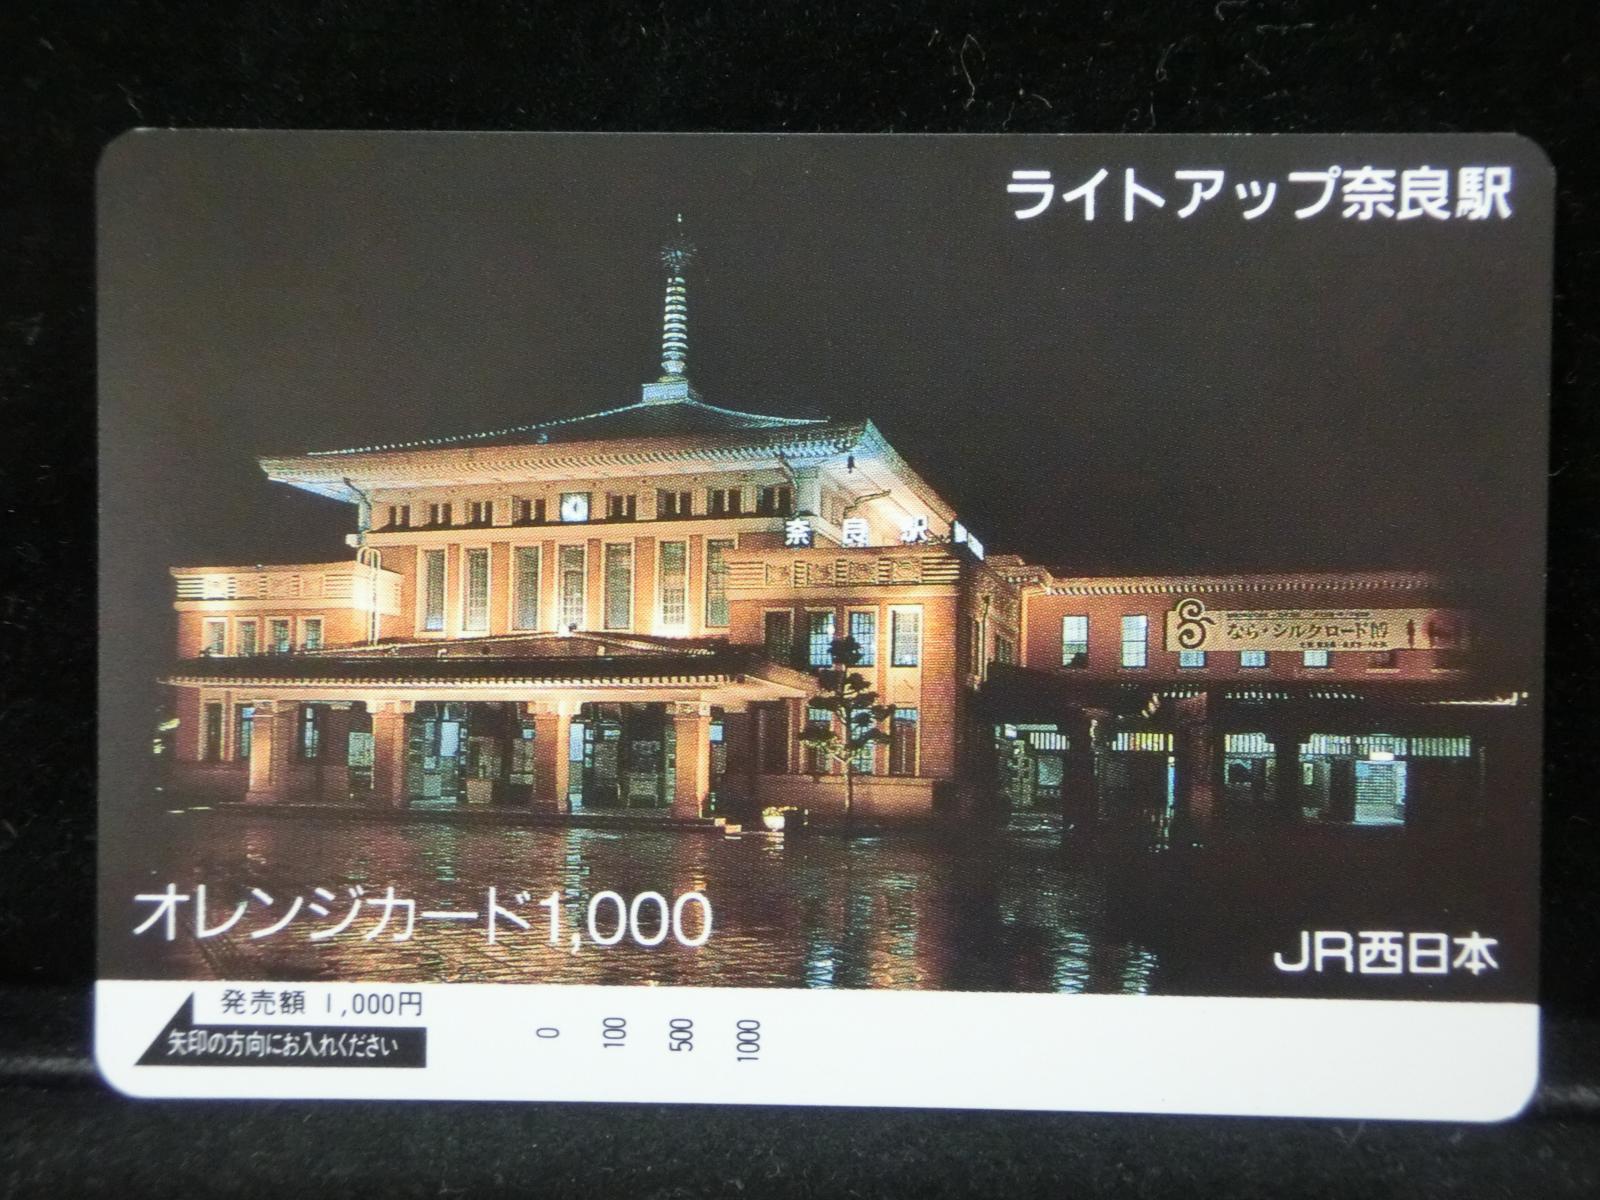 ライトアップ奈良駅
奈良駅
なら・シルクロード博
オレンジカード1,000
JR西日本
発売額 1,000円
矢印の方向にお入れください
0 100 500 1000